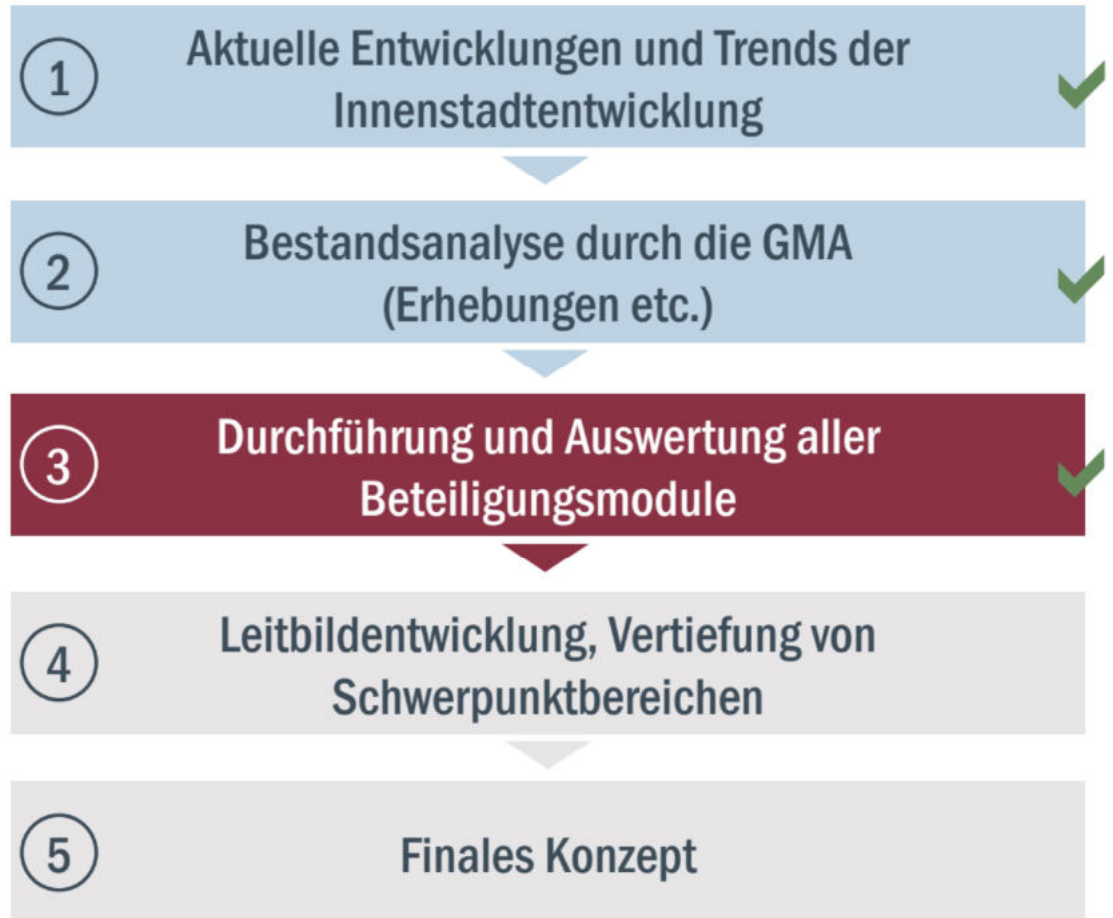 1
Aktuelle Entwicklungen und Trends der
Innenstadtentwicklung
2
Bestandsanalyse durch die GMA
(Erhebungen etc.)
3
Durchführung und Auswertung aller
Beteiligungsmodule
4
Leitbildentwicklung, Vertiefung von
Schwerpunktbereichen
5
Finales Konzept